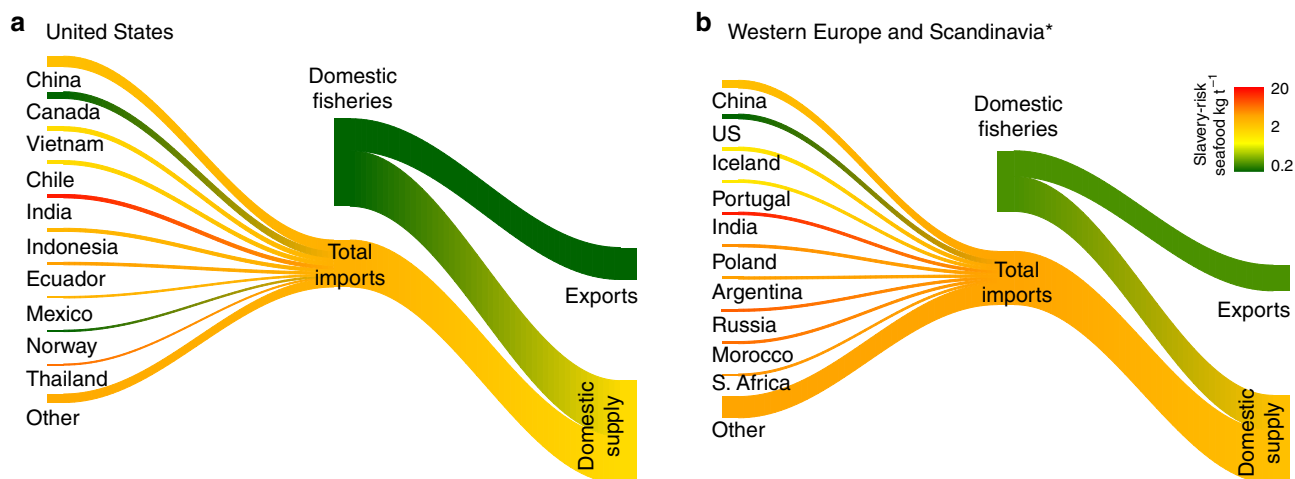 a
United States
China
Canada
Vietnam
Chile
India
Indonesia
Ecuador
Mexico
Norway
Thailand
Other
Domestic
fisheries
Total
imports
Exports
Domestic
supply
b
Western Europe and Scandinavia*
China
US
Iceland
Portugal
India
Poland
Argentina
Russia
Morocco
S. Africa
Other
Domestic
fisheries
Total
imports
Exports
Domestic
supply
Slavery-risk
seafood kg t⁻¹
20
2
0.2